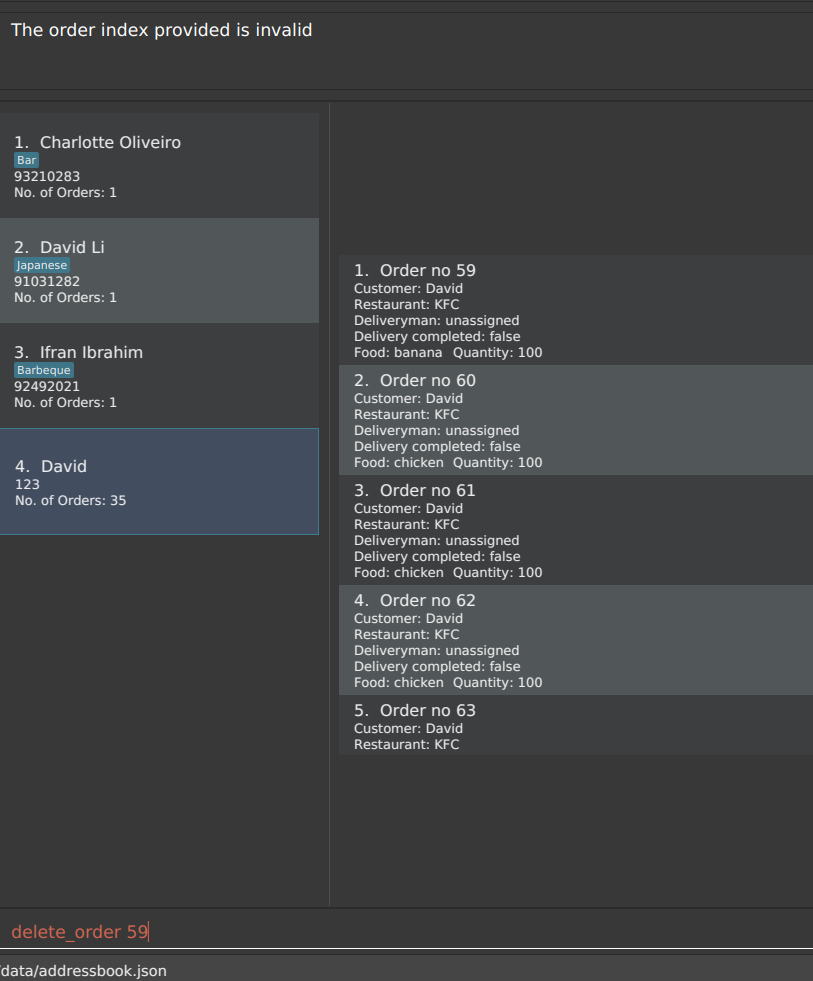 The order index provided is invalid
1. Charlotte Oliveiro
Bar
93210283
No. of Orders: 1
2. David Li
Japanese
91031282
No. of Orders: 1
3. Ifran Ibrahim
Barbeque
92492021
No. of Orders: 1
4. David
123
No. of Orders: 35
1. Order no 59
Customer: David
Restaurant: KFC
Deliveryman: unassigned
Delivery completed: false
Food: banana Quantity: 100
2. Order no 60
Customer: David
Restaurant: KFC
Deliveryman: unassigned
Delivery completed: false
Food: chicken Quantity: 100
3. Order no 61
Customer: David
Restaurant: KFC
Deliveryman: unassigned
Delivery completed: false
Food: chicken Quantity: 100
4. Order no 62
Customer: David
Restaurant: KFC
Deliveryman: unassigned
Delivery completed: false
Food: chicken Quantity: 100
5. Order no 63
Customer: David
Restaurant: KFC
delete_order 59
/data/addressbook.json